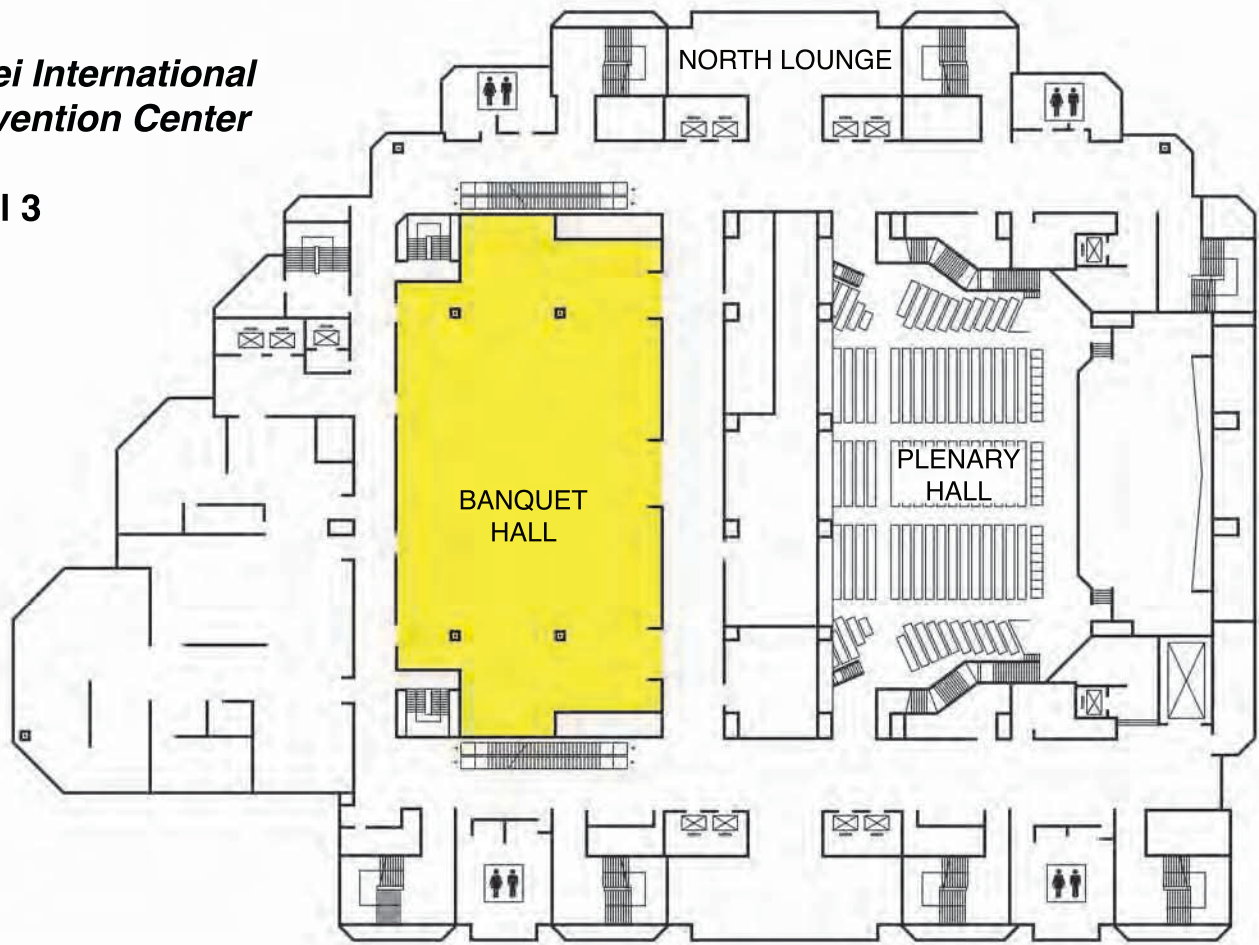 ei International
vention Center
l 3
NORTH LOUNGE
BANQUET
HALL
PLENARY
HALL